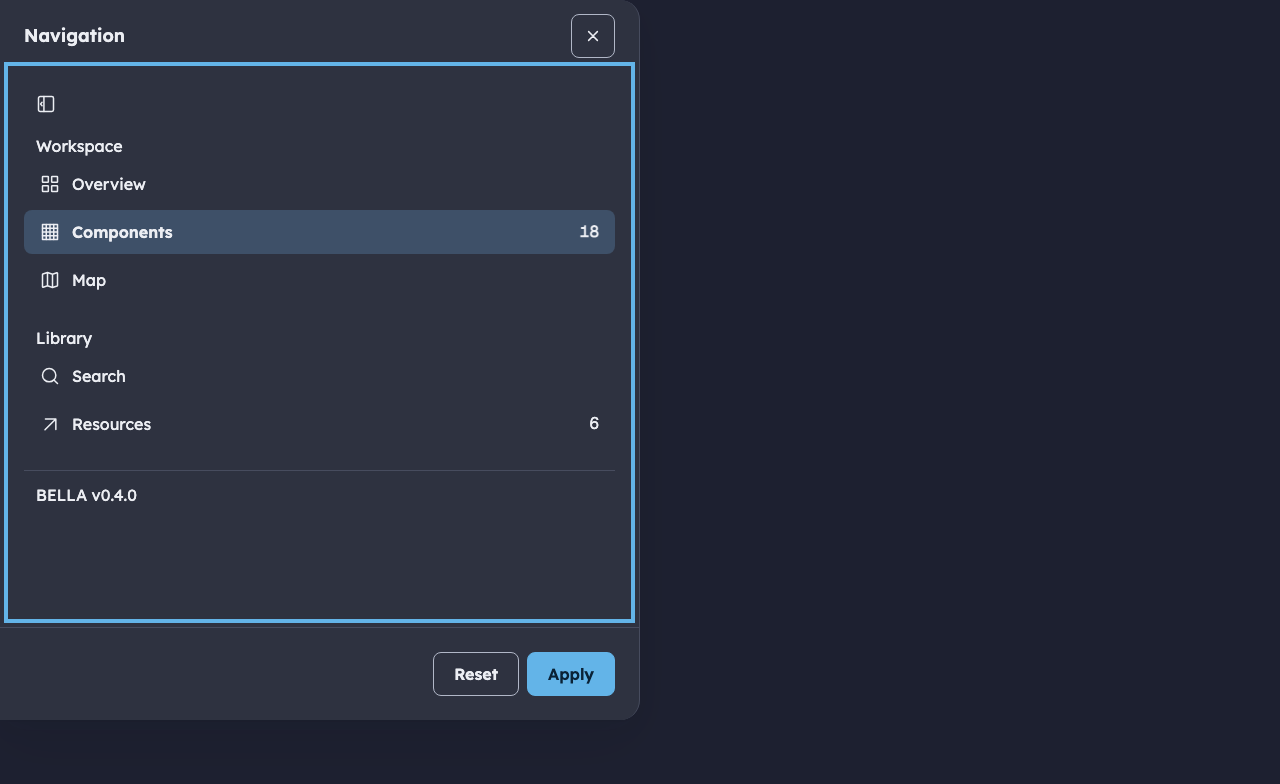 Navigation
Workspace
Overview
Components 18
Map
Library
Search
Resources 6
BELLA v0.4.0
Reset Apply